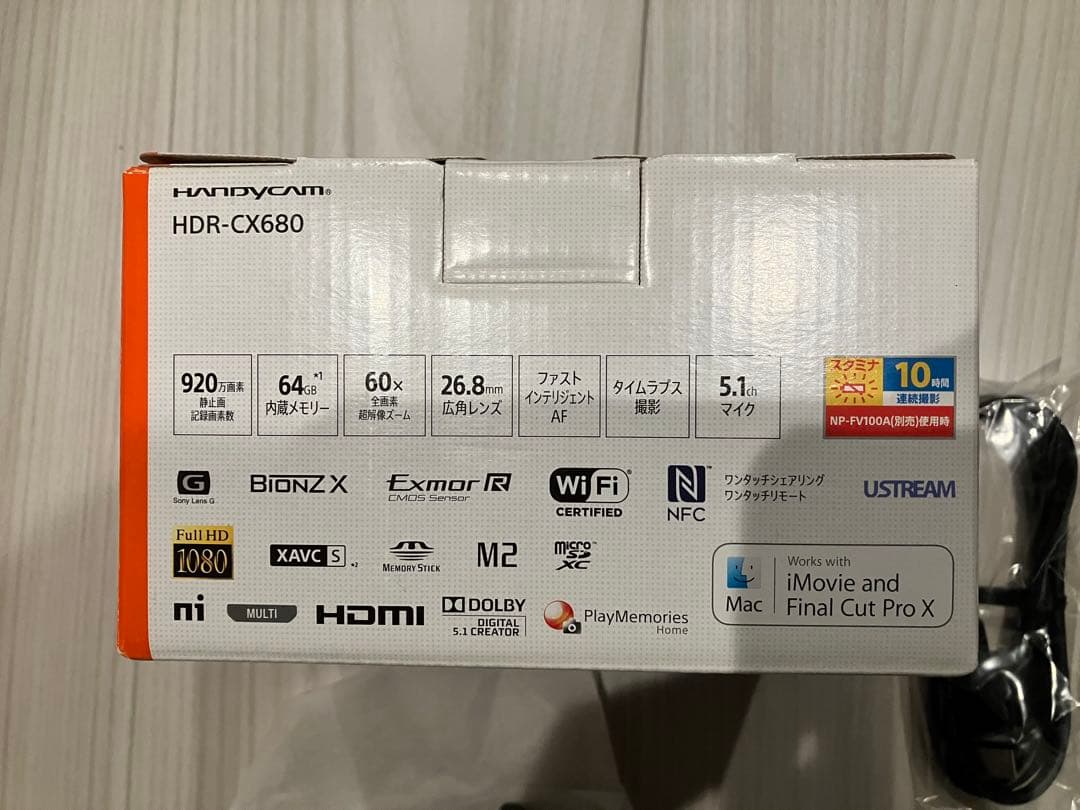 HANDYCAM®
HDR-CX680
920万画素
静止画
記録画素数
64GB *1
内蔵メモリー
60×
全画素
超解像ズーム
26.8mm
広角レンズ
ファスト
インテリジェント
AF
タイムラプス
撮影
5.1ch
マイク
スタミナ
10時間
連続撮影
NP-FV100A(別売)使用時
G
Sony Lens G
BIONZ X
Exmor R™
CMOS Sensor
Wi Fi®
CERTIFIED
N™
NFC
ワンタッチシェアリング
ワンタッチリモート
USTREAM
Full HD
1080
XAVC S™ *2
MEMORY STICK™
M2
micro SD XC™
Mac
Works with
iMovie and
Final Cut Pro X
ni
MULTI
HDMI
DOLBY
DIGITAL
5.1 CREATOR
PlayMemories
Home